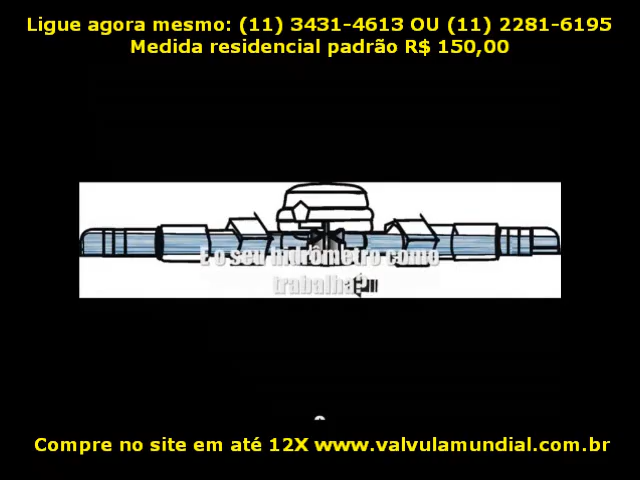 Ligue agora mesmo: (11) 3431-4613 OU (11) 2281-6195
Medida residencial padrão R$ 150,00
E o seu hidrômetro como
trabalha?
Compre no site em até 12X www.valvulamundial.com.br